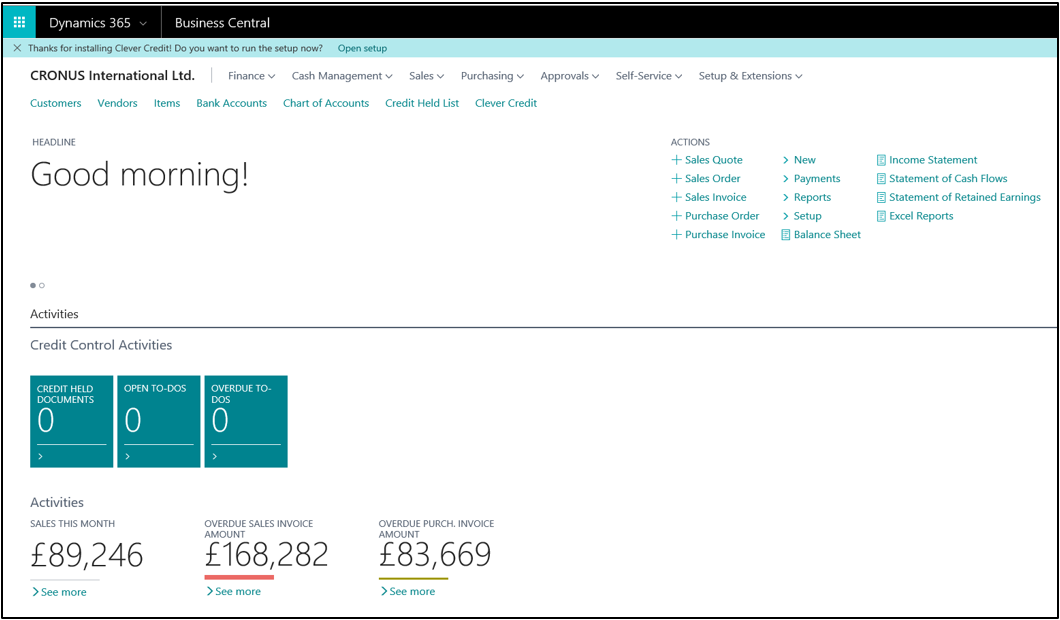 Dynamics 365 Business Central
Thanks for installing Clever Credit! Do you want to run the setup now? Open setup
CRONUS International Ltd. Finance Cash Management Sales Purchasing Approvals Self-Service Setup & Extensions
Customers Vendors Items Bank Accounts Chart of Accounts Credit Held List Clever Credit
HEADLINE
Good morning!
ACTIONS
Sales Quote
Sales Order
Sales Invoice
Purchase Order
Purchase Invoice
New
Payments
Reports
Setup
Balance Sheet
Income Statement
Statement of Cash Flows
Statement of Retained Earnings
Excel Reports
Activities
Credit Control Activities
CREDIT HELD
DOCUMENTS
0
OPEN TO-DOS
0
OVERDUE TO-
DOS
0
Activities
SALES THIS MONTH
£89,246
See more
OVERDUE SALES INVOICE
AMOUNT
£168,282
See more
OVERDUE PURCH. INVOICE
AMOUNT
£83,669
See more